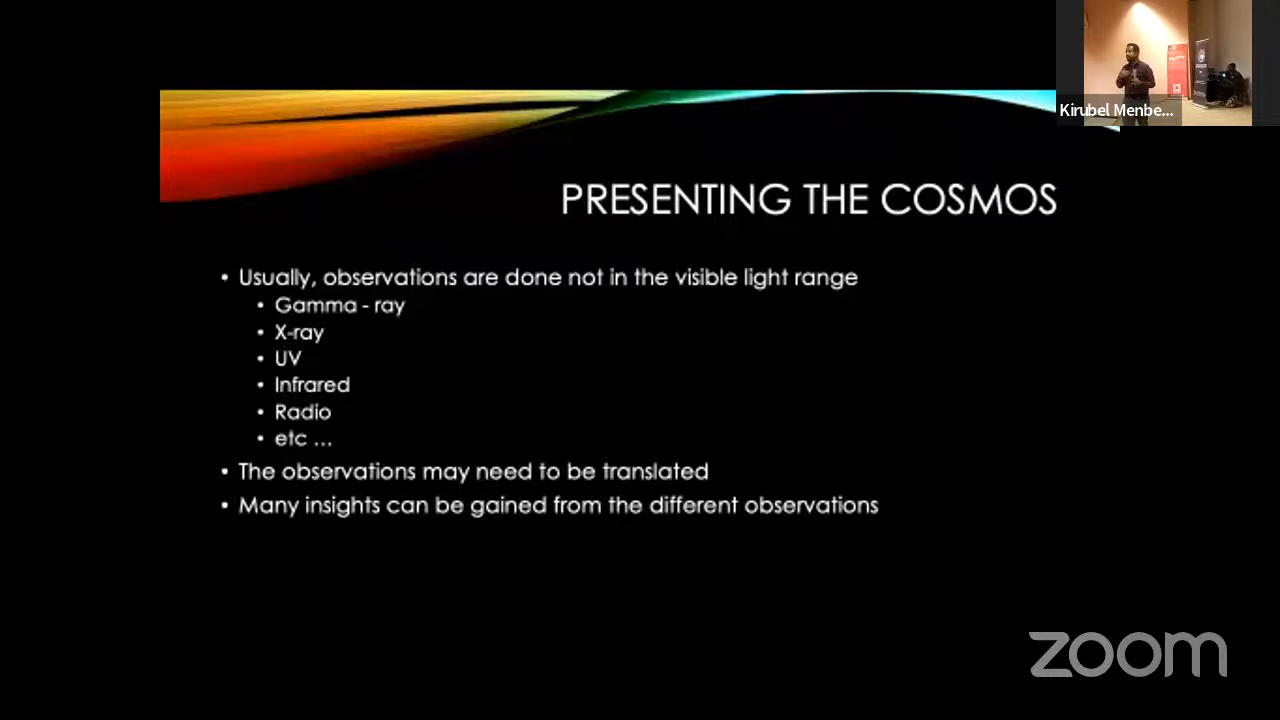 Kirubel Menbe...
PRESENTING THE COSMOS
• Usually, observations are done not in the visible light range
• Gamma - ray
• X-ray
• UV
• Infrared
• Radio
• etc ...
• The observations may need to be translated
• Many insights can be gained from the different observations
zoom